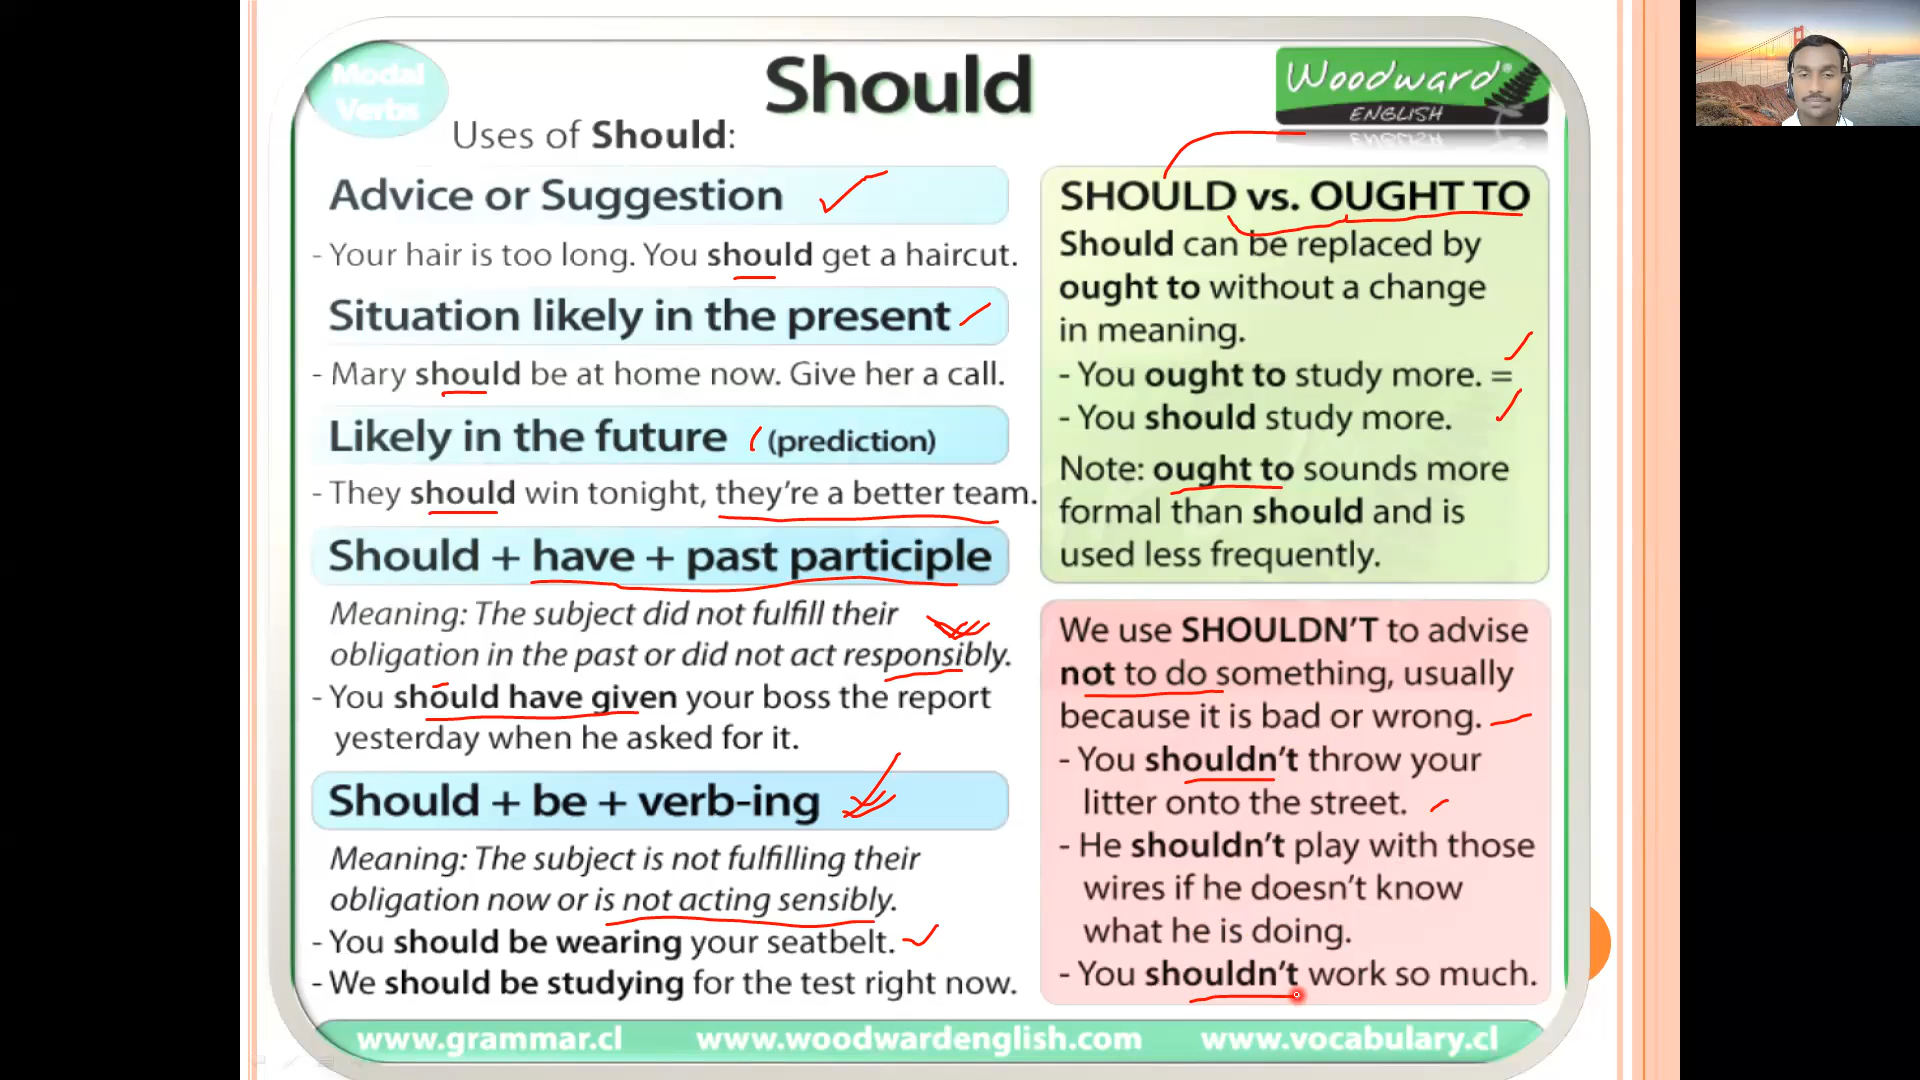 Modal
Verbs
Should
Woodward®
ENGLISH
Uses of Should:
Advice or Suggestion
- Your hair is too long. You should get a haircut.
Situation likely in the present
- Mary should be at home now. Give her a call.
Likely in the future (prediction)
- They should win tonight, they're a better team.
Should + have + past participle
Meaning: The subject did not fulfill their
obligation in the past or did not act responsibly.
- You should have given your boss the report
yesterday when he asked for it.
Should + be + verb-ing
Meaning: The subject is not fulfilling their
obligation now or is not acting sensibly.
- You should be wearing your seatbelt.
- We should be studying for the test right now.
SHOULD vs. OUGHT TO
Should can be replaced by
ought to without a change
in meaning.
- You ought to study more. =
- You should study more.
Note: ought to sounds more
formal than should and is
used less frequently.
We use SHOULDN'T to advise
not to do something, usually
because it is bad or wrong.
- You shouldn't throw your
litter onto the street.
- He shouldn't play with those
wires if he doesn't know
what he is doing.
- You shouldn't work so much.
www.grammar.cl www.woodwardenglish.com www.vocabulary.cl